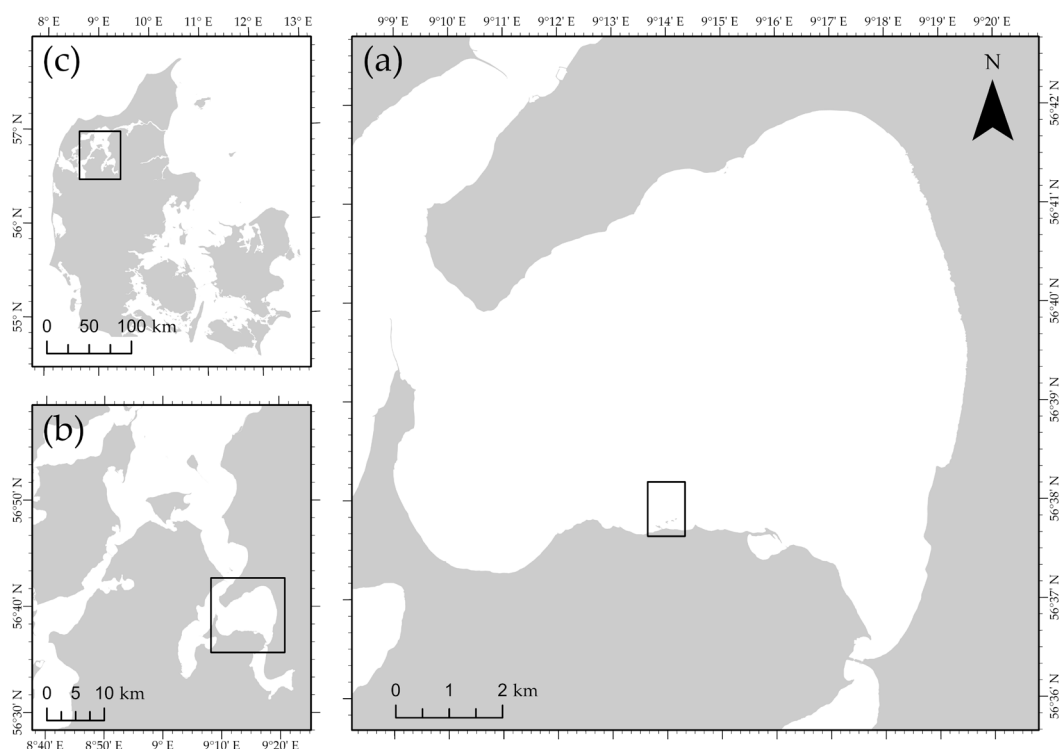 8° E 9° E 10° E 11° E 12° E 13° E
9°9' E 9°10' E 9°11' E 9°12' E 9°13' E 9°14' E 9°15' E 9°16' E 9°17' E 9°18' E 9°19' E 9°20' E
(c)
57° N
56° N
55° N
0 50 100 km
(b)
56°50' N
56°40' N
56°30' N
0 5 10 km
8°40' E 8°50' E 9° E 9°10' E 9°20' E
(a)
N
56°42' N
56°41' N
56°40' N
56°39' N
56°38' N
56°37' N
56°36' N
0 1 2 km